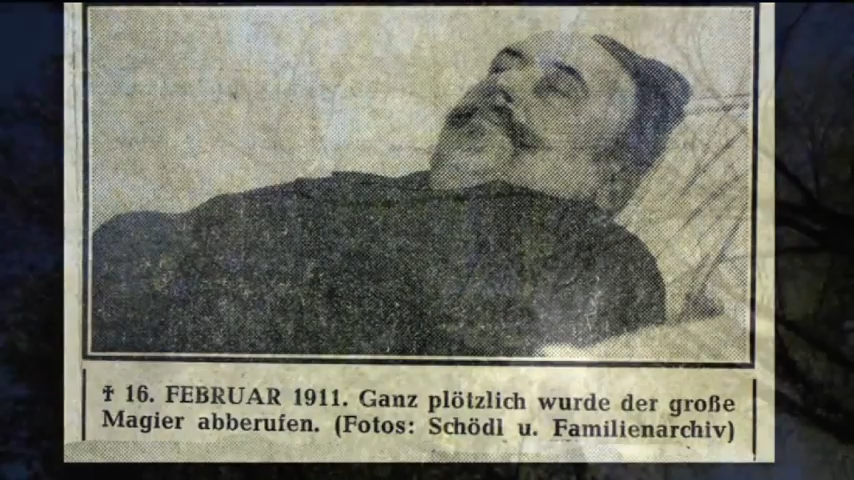 ✝ 16. FEBRUAR 1911. Ganz plötzlich wurde der große
Magier abberufen. (Fotos: Schödl u. Familienarchiv)